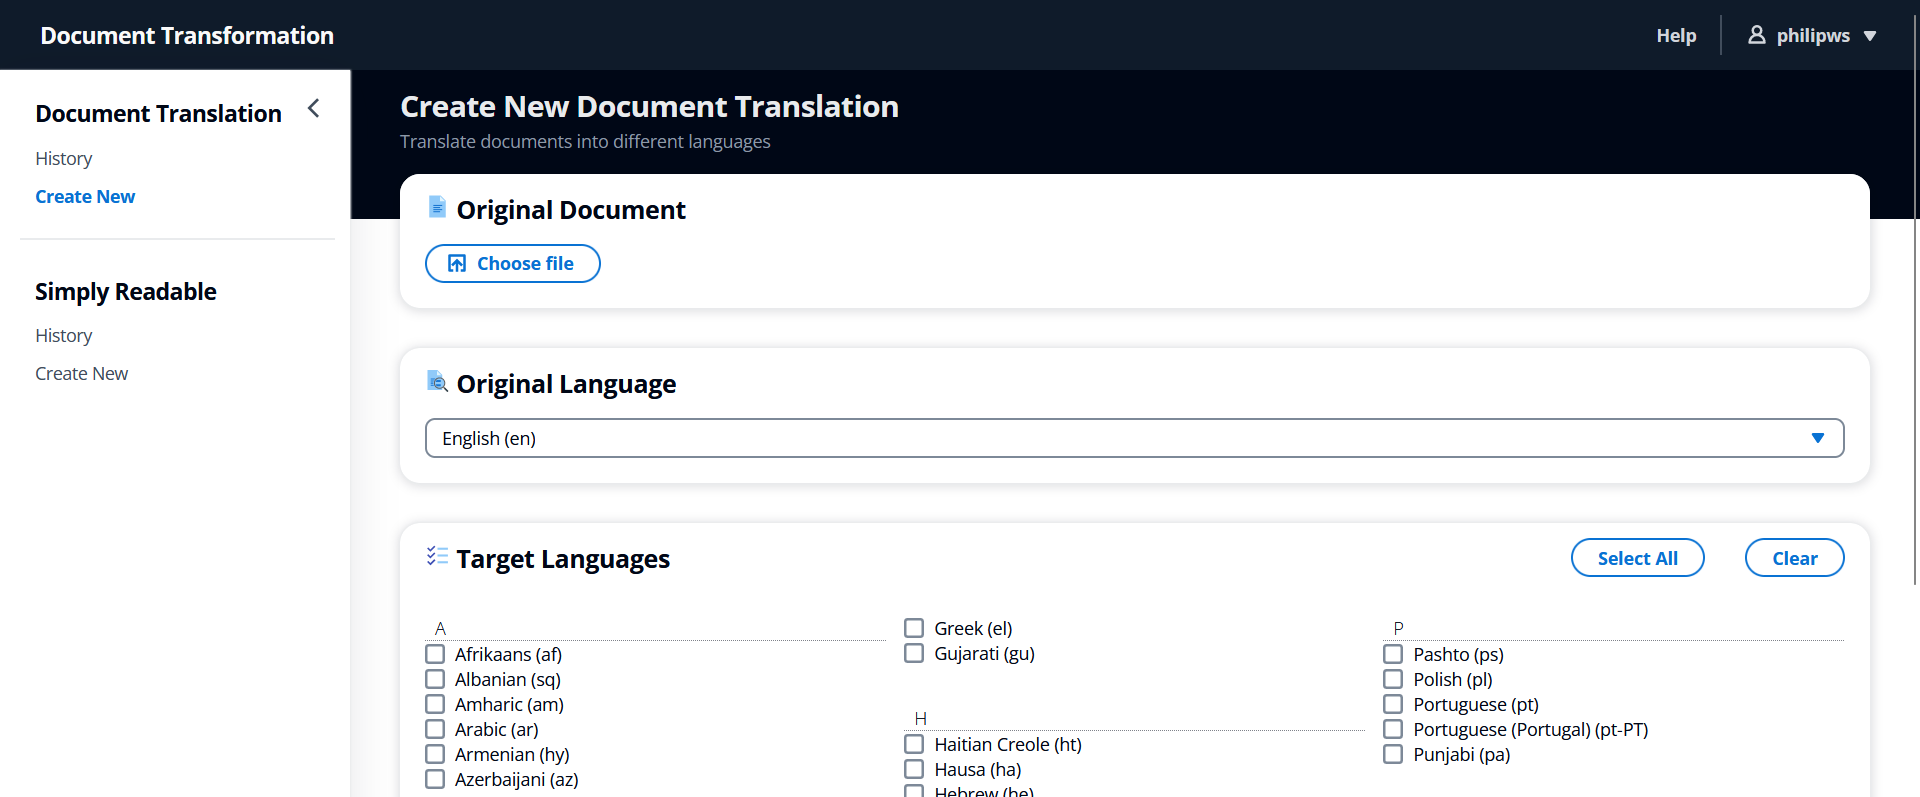 Document Transformation
Help
philipws
Document Translation
History
Create New
Simply Readable
History
Create New
Create New Document Translation
Translate documents into different languages
Original Document
Choose file
Original Language
English (en)
Target Languages
Select All
Clear
A
Afrikaans (af)
Albanian (sq)
Amharic (am)
Arabic (ar)
Armenian (hy)
Azerbaijani (az)
Greek (el)
Gujarati (gu)
H
Haitian Creole (ht)
Hausa (ha)
Hebrew (he)
P
Pashto (ps)
Polish (pl)
Portuguese (pt)
Portuguese (Portugal) (pt-PT)
Punjabi (pa)